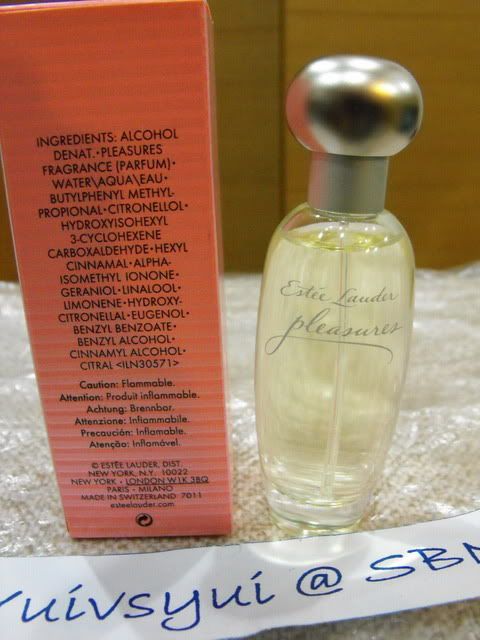 INGREDIENTS: ALCOHOL
DENAT.•PLEASURES
FRAGRANCE (PARFUM)•
WATER\AQUA\EAU•
BUTYLPHENYL METHYL-
PROPIONAL•CITRONELLOL•
HYDROXYISOHEXYL
3-CYCLOHEXENE
CARBOXALDEHYDE•HEXYL
CINNAMAL•ALPHA-
ISOMETHYL IONONE•
GERANIOL•LINALOOL•
LIMONENE•HYDROXY-
CITRONELLAL•EUGENOL•
BENZYL BENZOATE•
BENZYL ALCOHOL•
CINNAMYL ALCOHOL•
CITRAL <ILN30571>
Caution: Flammable.
Attention: Produit inflammable.
Achtung: Brennbar.
Attenzione: Infiammabile.
Precaución: Inflamable.
Atenção: Inflamável.
© ESTĒE LAUDER, DIST.
NEW YORK, N.Y. 10022
NEW YORK • LONDON W1K 3BQ
PARIS • MILANO
MADE IN SWITZERLAND 7011
esteelauder.com
Estée Lauder
pleasures
Yuivsyui @ SBN